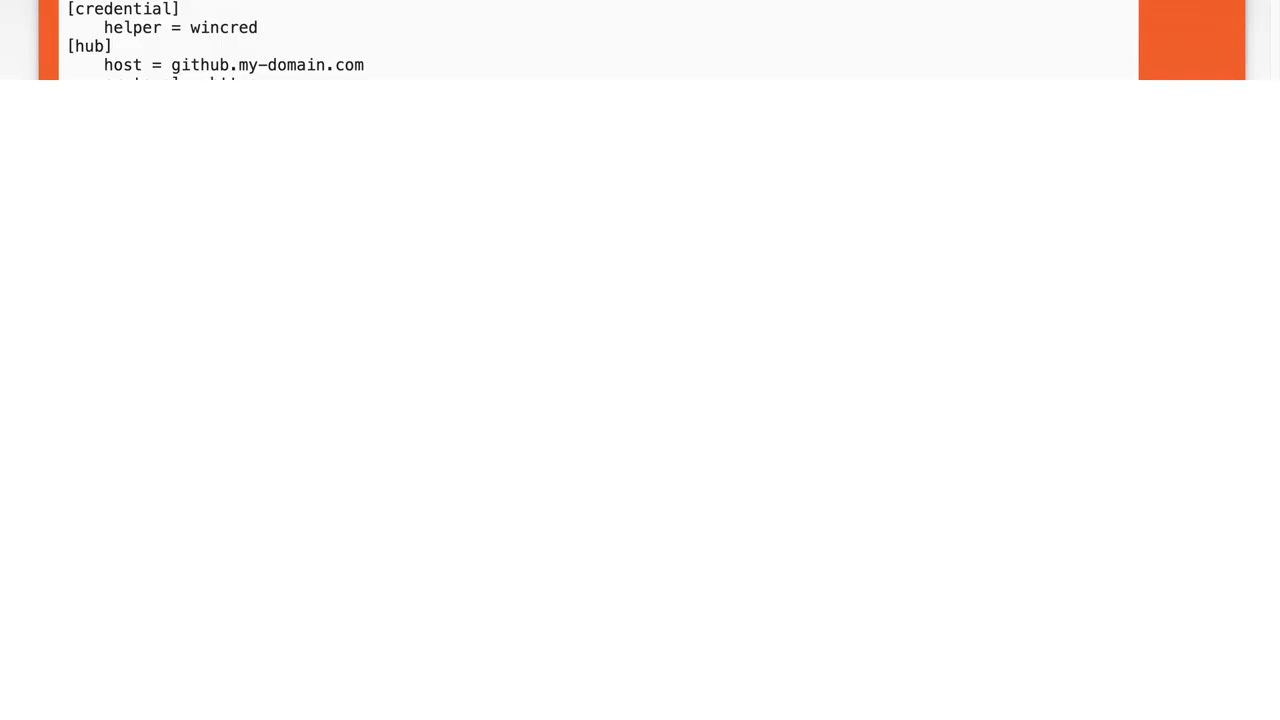 [credential]
    helper = wincred
[hub]
    host = github.my-domain.com